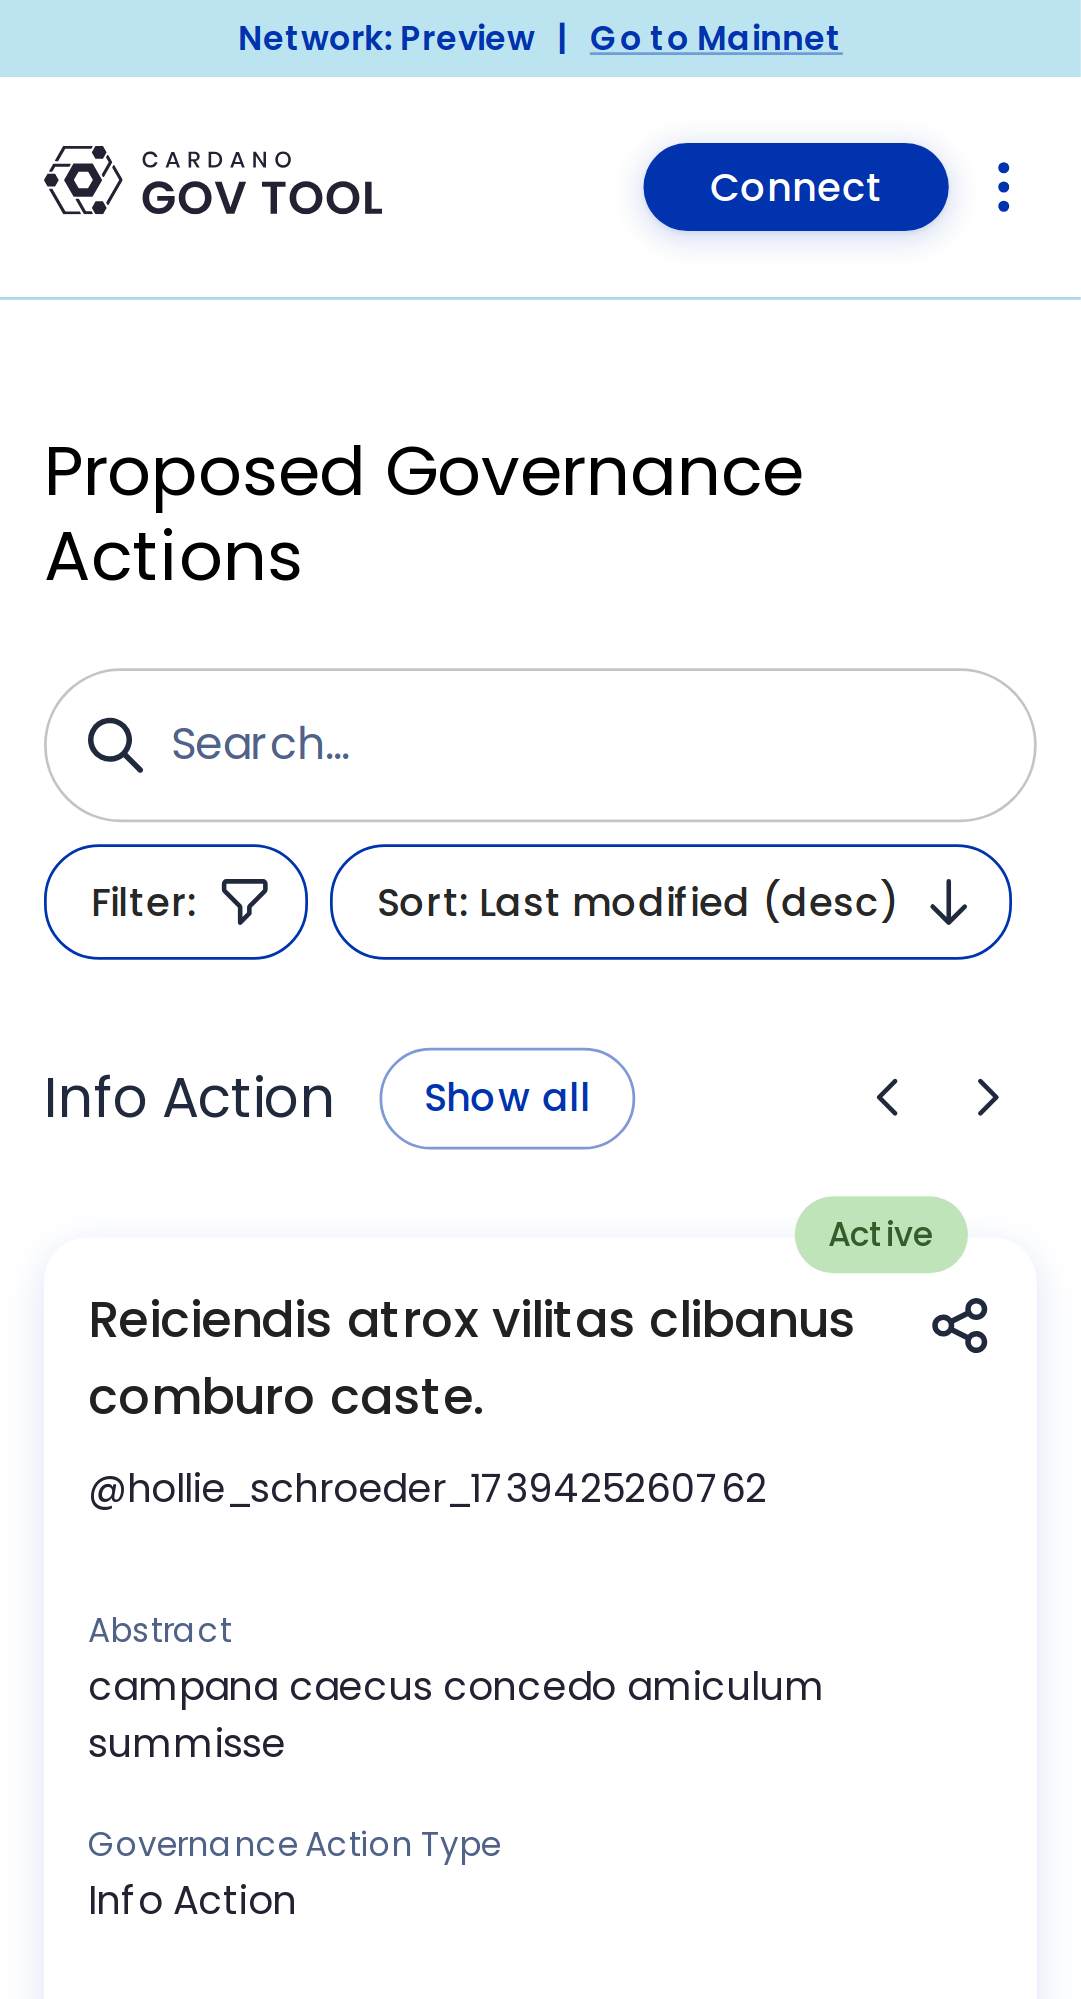 Network: Preview | Go to Mainnet
CARDANO
GOV TOOL
Connect
Proposed Governance
Actions
Search...
Filter:
Sort: Last modified (desc)
Info Action
Show all
Active
Reiciendis atrox vilitas clibanus
comburo caste.
@hollie_schroeder_1739425260762
Abstract
campana caecus concedo amiculum
summisse
Governance Action Type
Info Action